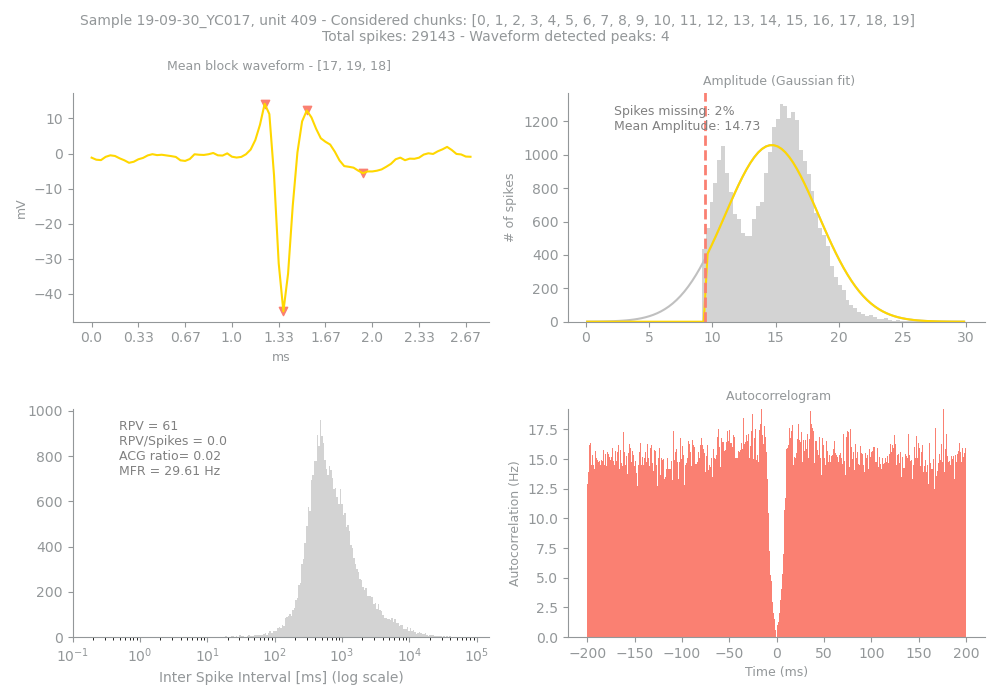 Sample 19-09-30_YC017, unit 409 - Considered chunks: [0, 1, 2, 3, 4, 5, 6, 7, 8, 9, 10, 11, 12, 13, 14, 15, 16, 17, 18, 19]
Total spikes: 29143 - Waveform detected peaks: 4
Mean block waveform - [17, 19, 18]
10
0
−10
−20
−30
−40
mV
0.0 0.33 0.67 1.0 1.33 1.67 2.0 2.33 2.67
ms
Amplitude (Gaussian fit)
Spikes missing: 2%
Mean Amplitude: 14.73
1200
1000
800
600
400
200
0
# of spikes
0 5 10 15 20 25 30
RPV = 61
RPV/Spikes = 0.0
ACG ratio= 0.02
MFR = 29.61 Hz
1000
800
600
400
200
0
10⁻¹ 10⁰ 10¹ 10² 10³ 10⁴ 10⁵
Inter Spike Interval [ms] (log scale)
Autocorrelogram
17.5
15.0
12.5
10.0
7.5
5.0
2.5
0.0
Autocorrelation (Hz)
−200 −150 −100 −50 0 50 100 150 200
Time (ms)